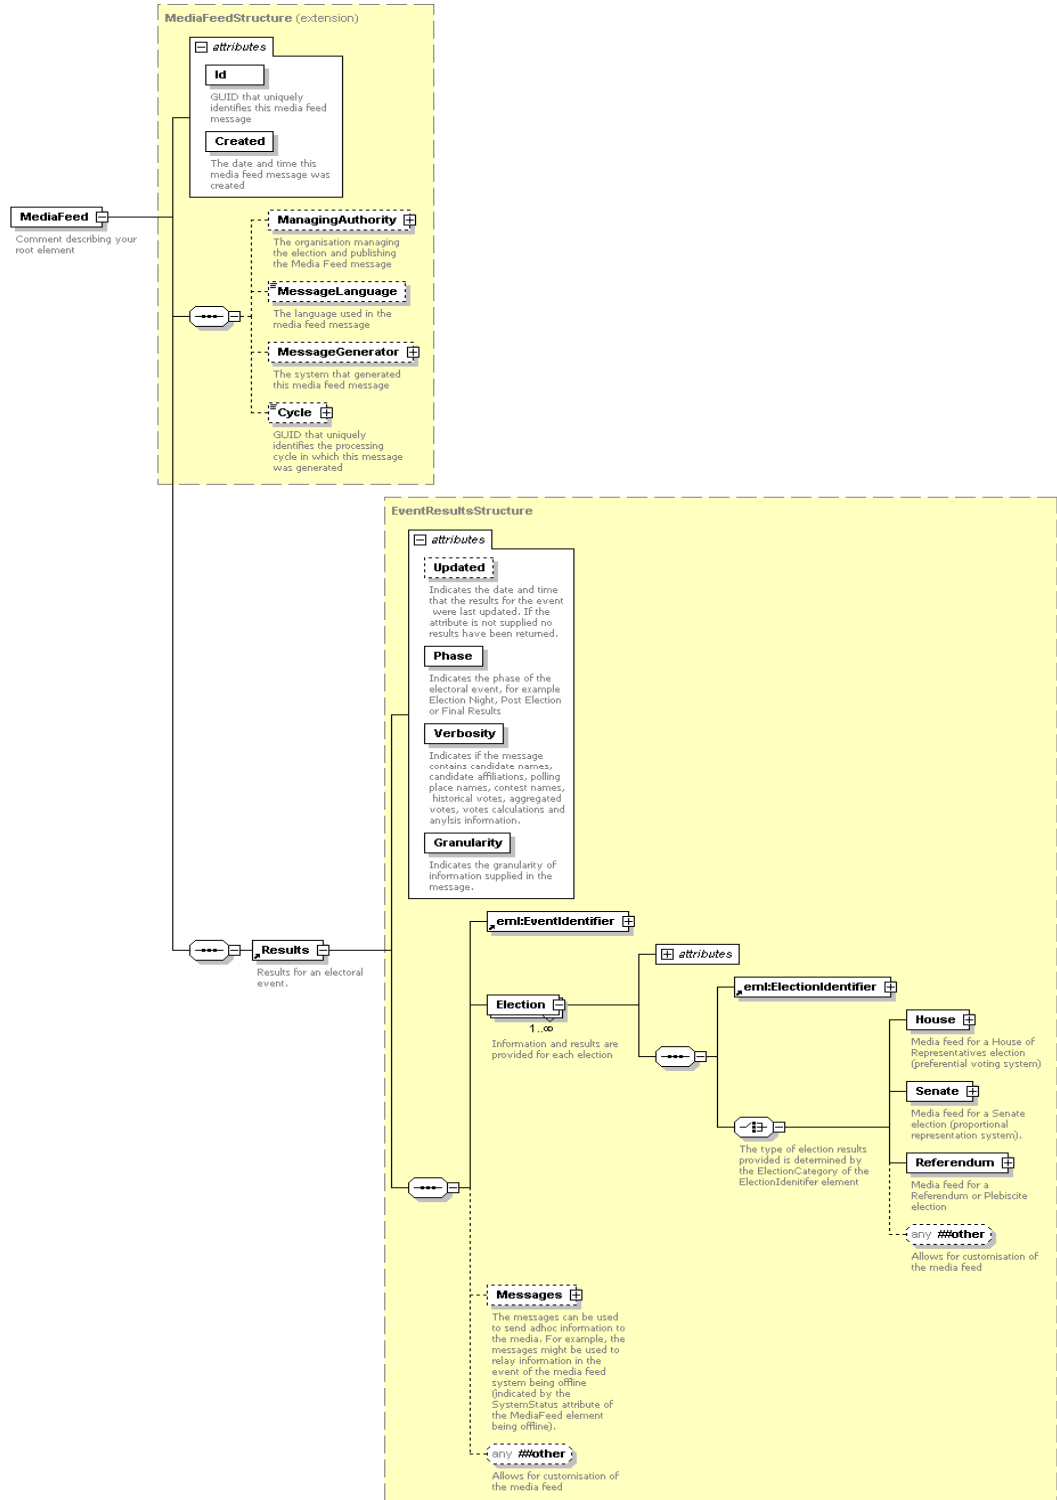 MediaFeedStructure (extension)
attributes
Id
GUID that uniquely
identifies this media feed
message
Created
The date and time this
media feed message was
created
MediaFeed
Comment describing your
root element
ManagingAuthority
The organisation managing
the election and publishing
the Media Feed message
MessageLanguage
The language used in the
media feed message
MessageGenerator
The system that generated
this media feed message
Cycle
GUID that uniquely
identifies the processing
cycle in which this message
was generated
EventResultsStructure
attributes
Updated
Indicates the date and time
that the results for the event
were last updated. If the
attribute is not supplied no
results have been returned.
Phase
Indicates the phase of the
electoral event, for example
Election Night, Post Election
or Final Results
Verbosity
Indicates if the message
contains candidate names,
candidate affiliations, polling
place names, contest names,
historical votes, aggregated
votes, votes calculations and
anylsis information.
Granularity
Indicates the granularity of
information supplied in the
message.
Results
Results for an electoral
event.
eml:EventIdentifier
attributes
Election
1..∞
Information and results are
provided for each election
eml:ElectionIdentifier
House
Media feed for a House of
Representatives election
(preferential voting system)
Senate
Media feed for a Senate
election (proportional
representation system).
The type of election results
provided is determined by
the ElectionCategory of the
ElectionIdenitifer element
Referendum
Media feed for a
Referendum or Plebiscite
election
any ##other
Allows for customisation of
the media feed
Messages
The messages can be used
to send adhoc information to
the media. For example, the
messages might be used to
relay information in the
event of the media feed
system being offline
(indicated by the
SystemStatus attribute of
the MediaFeed element
being offline).
any ##other
Allows for customisation of
the media feed